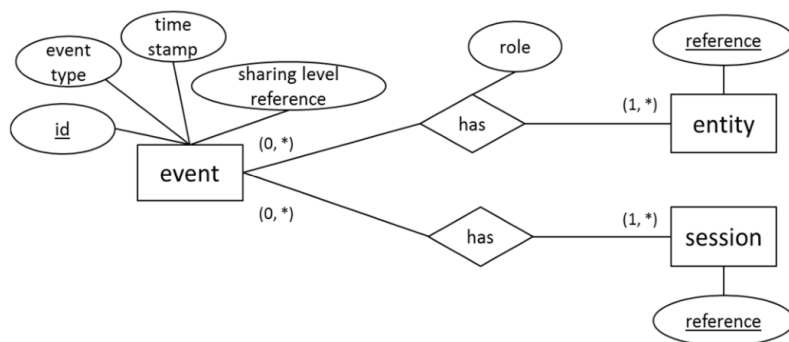 time
stamp
event
type
sharing level
reference
id
event
(0, *)
(0, *)
role
has
has
(1, *)
(1, *)
reference
entity
session
reference